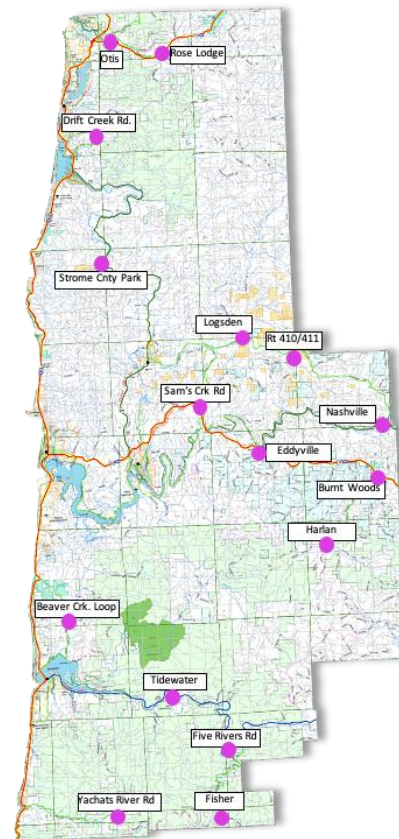 Otis
Rose Lodge
Drift Creek Rd.
Strome Cnty Park
Logsden
Rt 410/411
Sam's Crk Rd
Nashville
Eddyville
Burnt Woods
Harlan
Beaver Crk. Loop
Tidewater
Five Rivers Rd
Yachats River Rd
Fisher